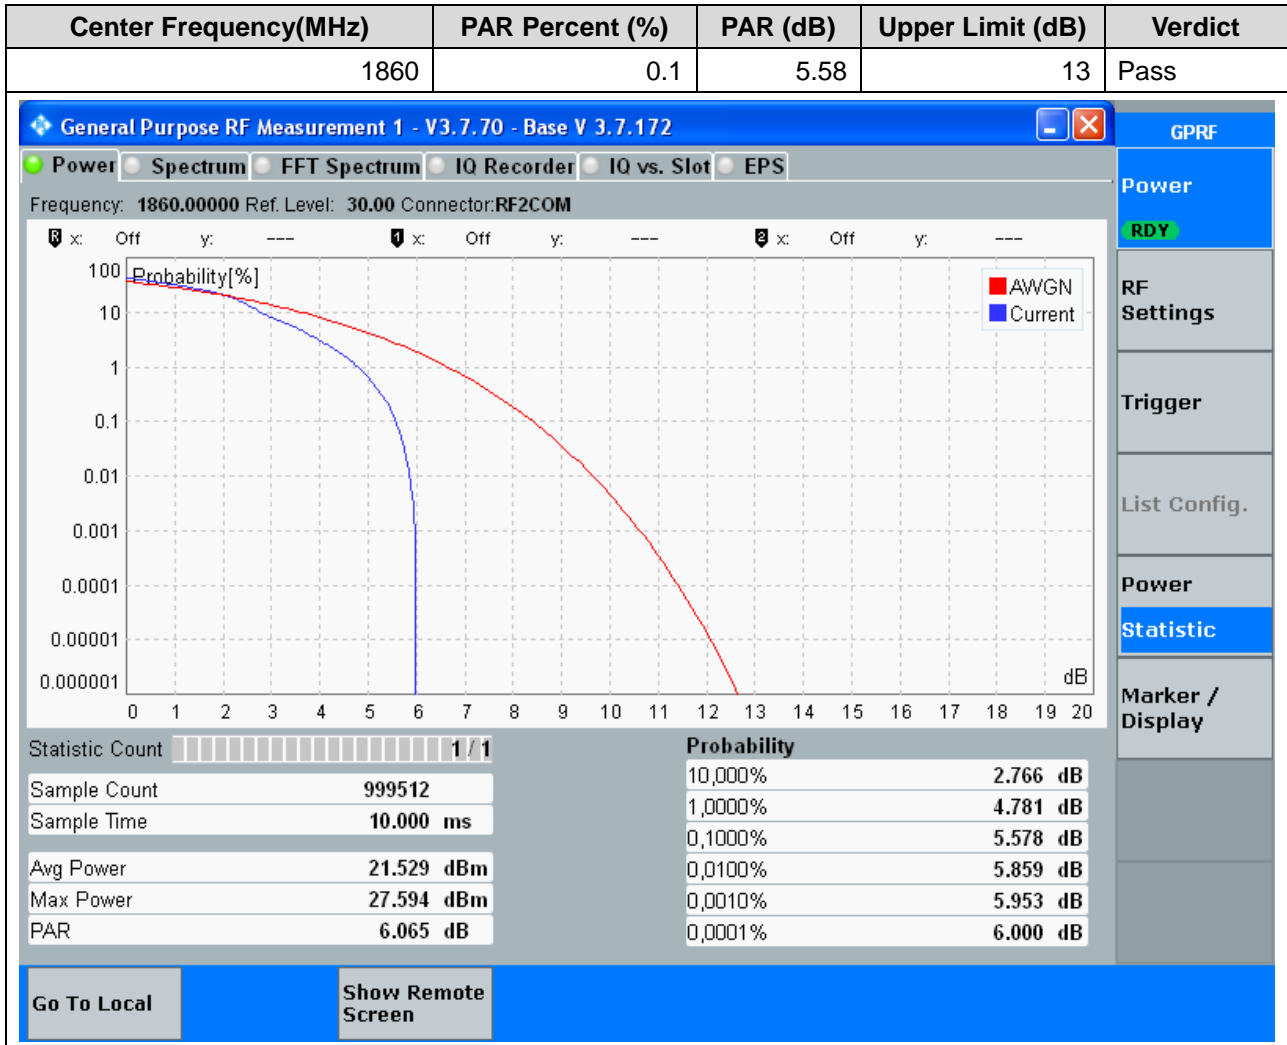 Center Frequency(MHz) PAR Percent (%) PAR (dB) Upper Limit (dB) Verdict
1860 0.1 5.58 13 Pass
General Purpose RF Measurement 1 - V3.7.70 - Base V 3.7.172
GPRF
Power Spectrum FFT Spectrum IQ Recorder IQ vs. Slot EPS
Power
RDY
Frequency: 1860.00000 Ref. Level: 30.00 Connector:RF2COM
R x: Off y: --- 1 x: Off y: --- 2 x: Off y: ---
Probability[%]
AWGN
Current
100
10
1
0.1
0.01
0.001
0.0001
0.00001
0.000001
dB
0 1 2 3 4 5 6 7 8 9 10 11 12 13 14 15 16 17 18 19 20
RF
Settings
Trigger
List Config.
Power
Statistic
Marker /
Display
Statistic Count 1 / 1
Sample Count 999512
Sample Time 10.000 ms
Avg Power 21.529 dBm
Max Power 27.594 dBm
PAR 6.065 dB
Probability
10,000% 2.766 dB
1,0000% 4.781 dB
0,1000% 5.578 dB
0,0100% 5.859 dB
0,0010% 5.953 dB
0,0001% 6.000 dB
Go To Local
Show Remote
Screen